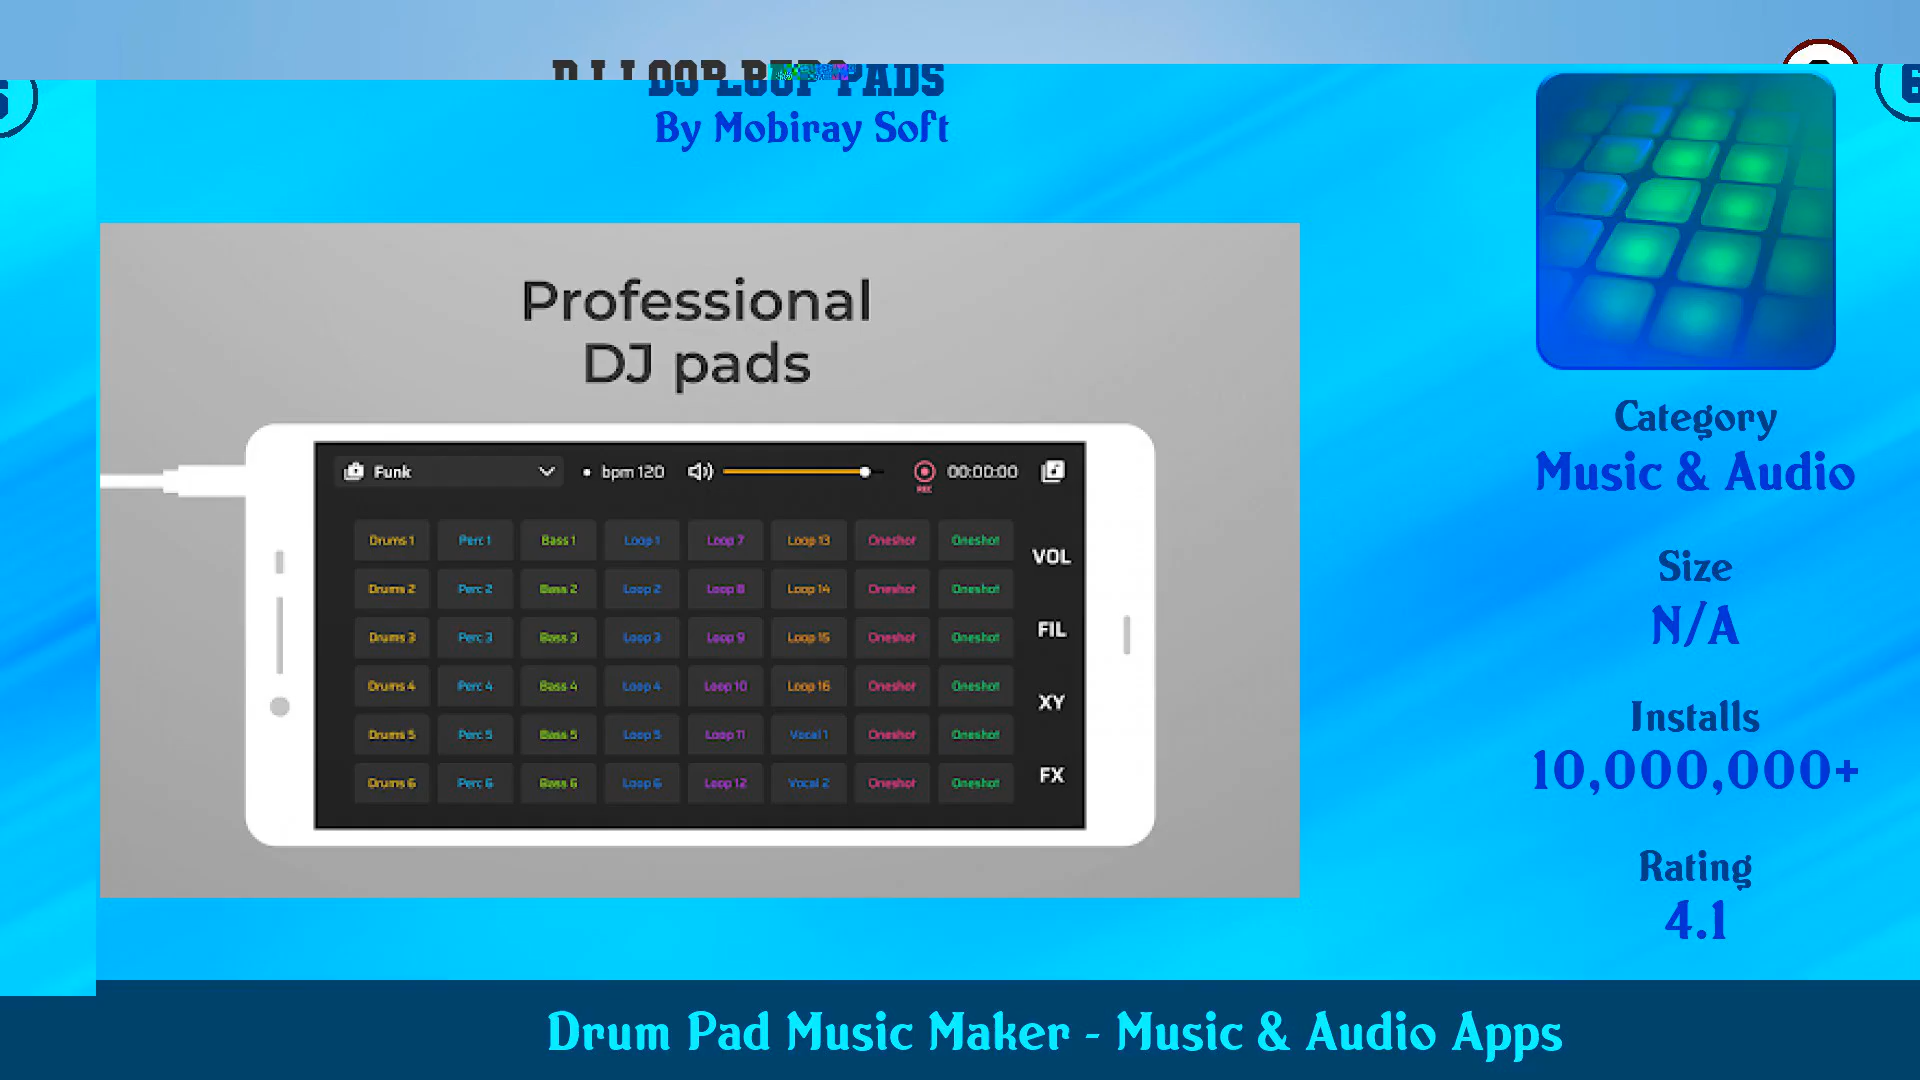 DJ LOOP PADS
By Mobiray Soft
6
Professional
DJ pads
Funk
bpm 120
REC
00:00:00
Drums 1 Perc 1 Bass 1 Loop 1 Loop 7 Loop 13 Oneshot Oneshot
Drums 2 Perc 2 Bass 2 Loop 2 Loop 8 Loop 14 Oneshot Oneshot
Drums 3 Perc 3 Bass 3 Loop 3 Loop 9 Loop 15 Oneshot Oneshot
Drums 4 Perc 4 Bass 4 Loop 4 Loop 10 Loop 16 Oneshot Oneshot
Drums 5 Perc 5 Bass 5 Loop 5 Loop 11 Vocal 1 Oneshot Oneshot
Drums 6 Perc 6 Bass 6 Loop 6 Loop 12 Vocal 2 Oneshot Oneshot
VOL
FIL
XY
FX
Category
Music & Audio
Size
N/A
Installs
10,000,000+
Rating
4.1
Drum Pad Music Maker - Music & Audio Apps